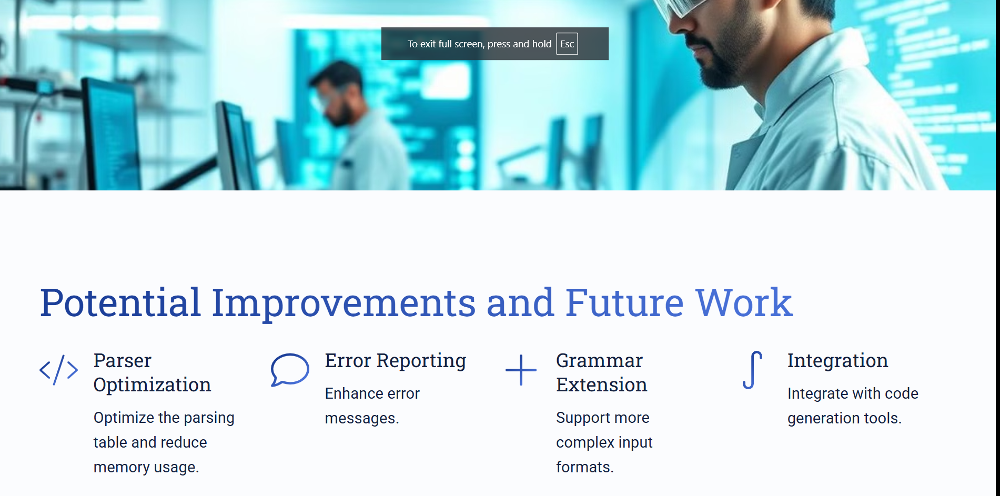 To exit full screen, press and hold Esc
Potential Improvements and Future Work
Parser
Optimization
Optimize the parsing
table and reduce
memory usage.
Error Reporting
Enhance error
messages.
Grammar
Extension
Support more
complex input
formats.
Integration
Integrate with code
generation tools.